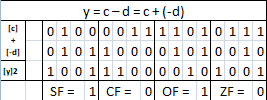 y = c – d = c + (-d)
[c] 0 1 0 0 0 0 1 1 1 1 0 1 0 1 1 1
+
[-d] 0 1 0 1 1 0 0 0 1 1 0 1 0 0 1 0
[y]2 1 0 0 1 1 1 0 0 1 0 1 0 1 0 0 1
SF = 1 CF = 0 OF = 1 ZF = 0